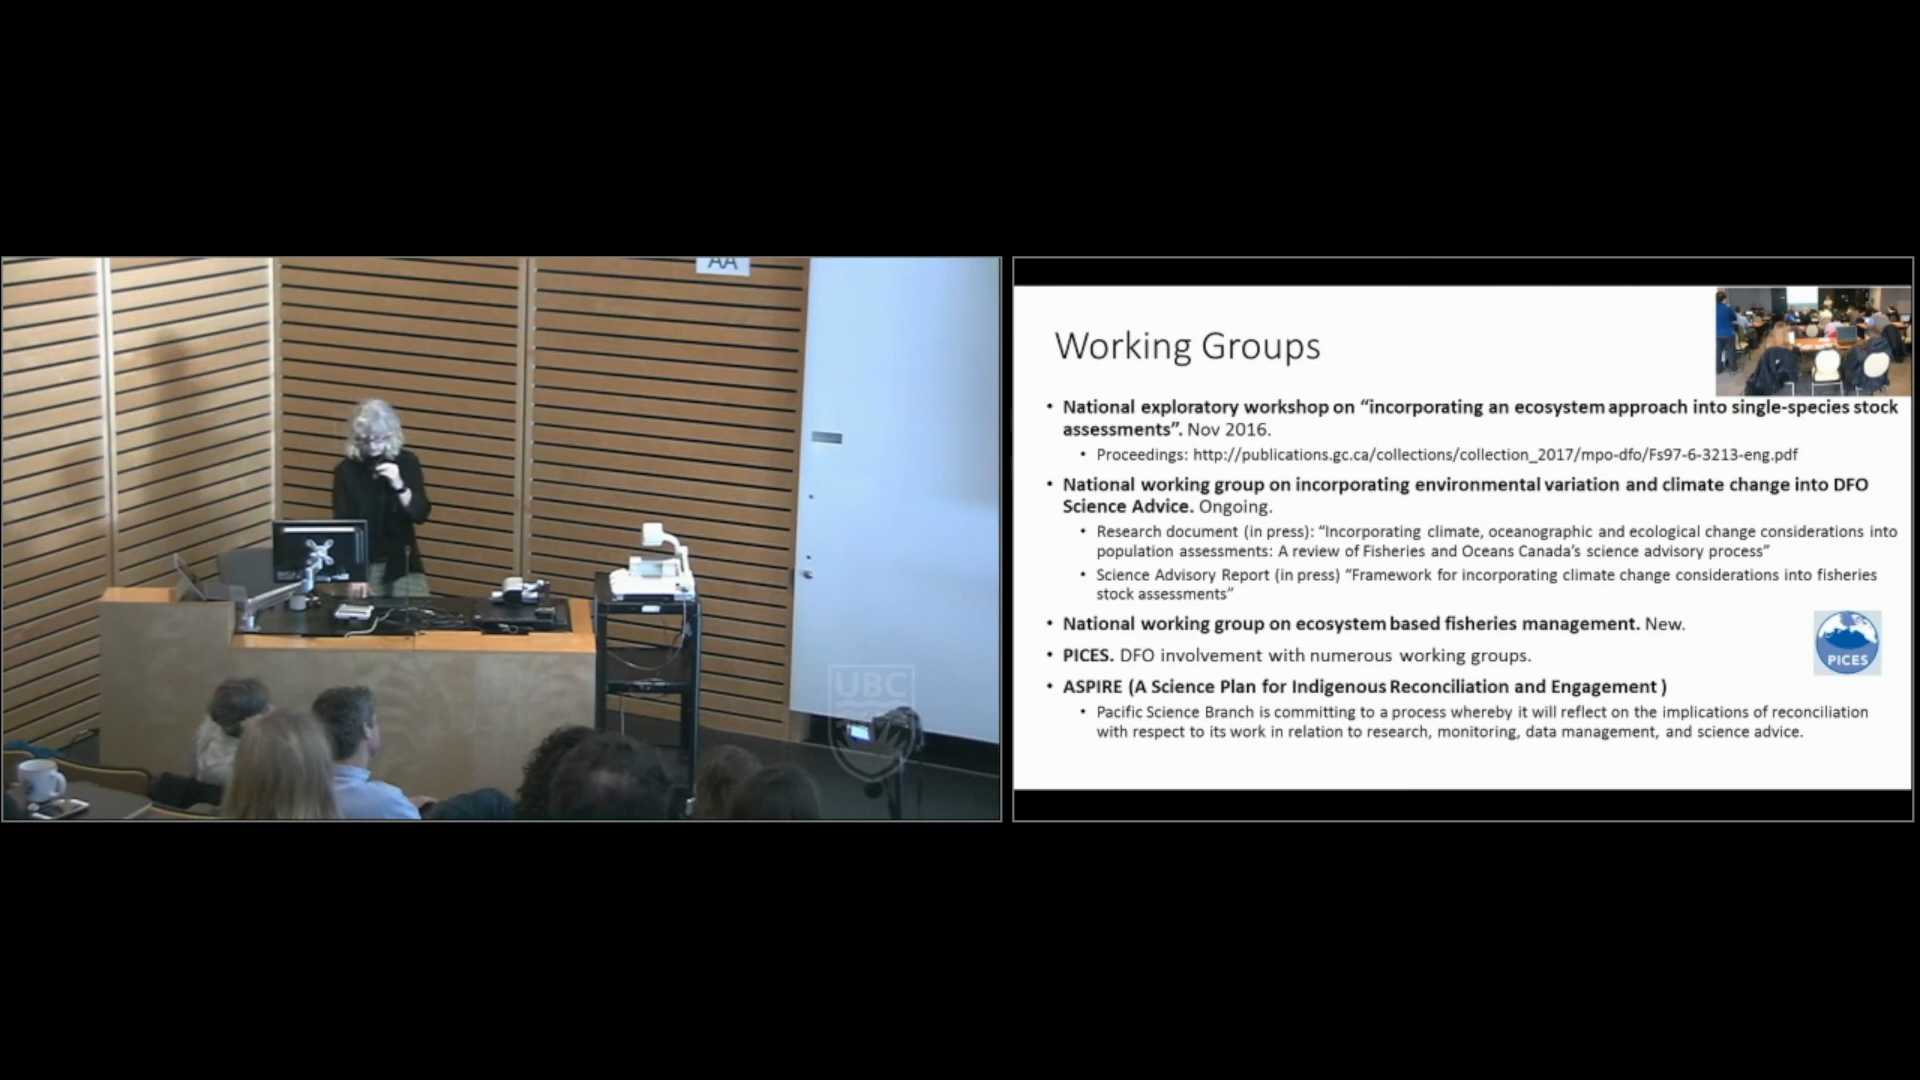 AA
UBC
Working Groups
• National exploratory workshop on “incorporating an ecosystem approach into single-species stock
assessments”. Nov 2016.
• Proceedings: http://publications.gc.ca/collections/collection_2017/mpo-dfo/Fs97-6-3213-eng.pdf
• National working group on incorporating environmental variation and climate change into DFO
Science Advice. Ongoing.
• Research document (in press): “Incorporating climate, oceanographic and ecological change considerations into
population assessments: A review of Fisheries and Oceans Canada’s science advisory process”
• Science Advisory Report (in press) “Framework for incorporating climate change considerations into fisheries
stock assessments”
• National working group on ecosystem based fisheries management. New.
• PICES. DFO involvement with numerous working groups.
PICES
• ASPIRE (A Science Plan for Indigenous Reconciliation and Engagement )
• Pacific Science Branch is committing to a process whereby it will reflect on the implications of reconciliation
with respect to its work in relation to research, monitoring, data management, and science advice.